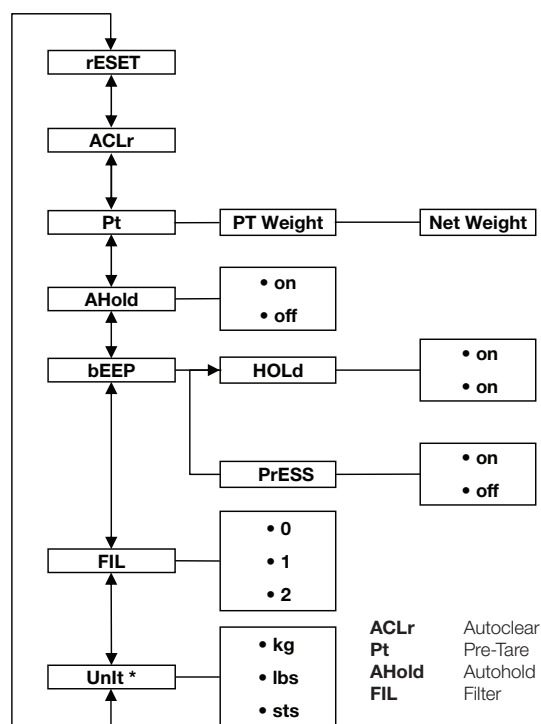 rESET
ACLr
Pt PT Weight Net Weight
AHold
• on
• off
bEEP HOLd
• on
• on
PrESS
• on
• off
FIL
• 0
• 1
• 2
UnIt *
• kg
• lbs
• sts
ACLr Autoclear
Pt Pre-Tare
AHold Autohold
FIL Filter